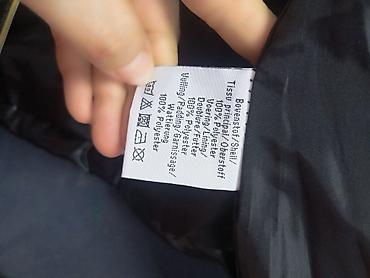 Bovenstof/Shell/
Tissu principal/Oberstoff
100% Polyester
Voering/Lining/
Doublure/Futter
100% Polyester
Vulling/Padding/Garnissage/
Wattierung
100% Polyester